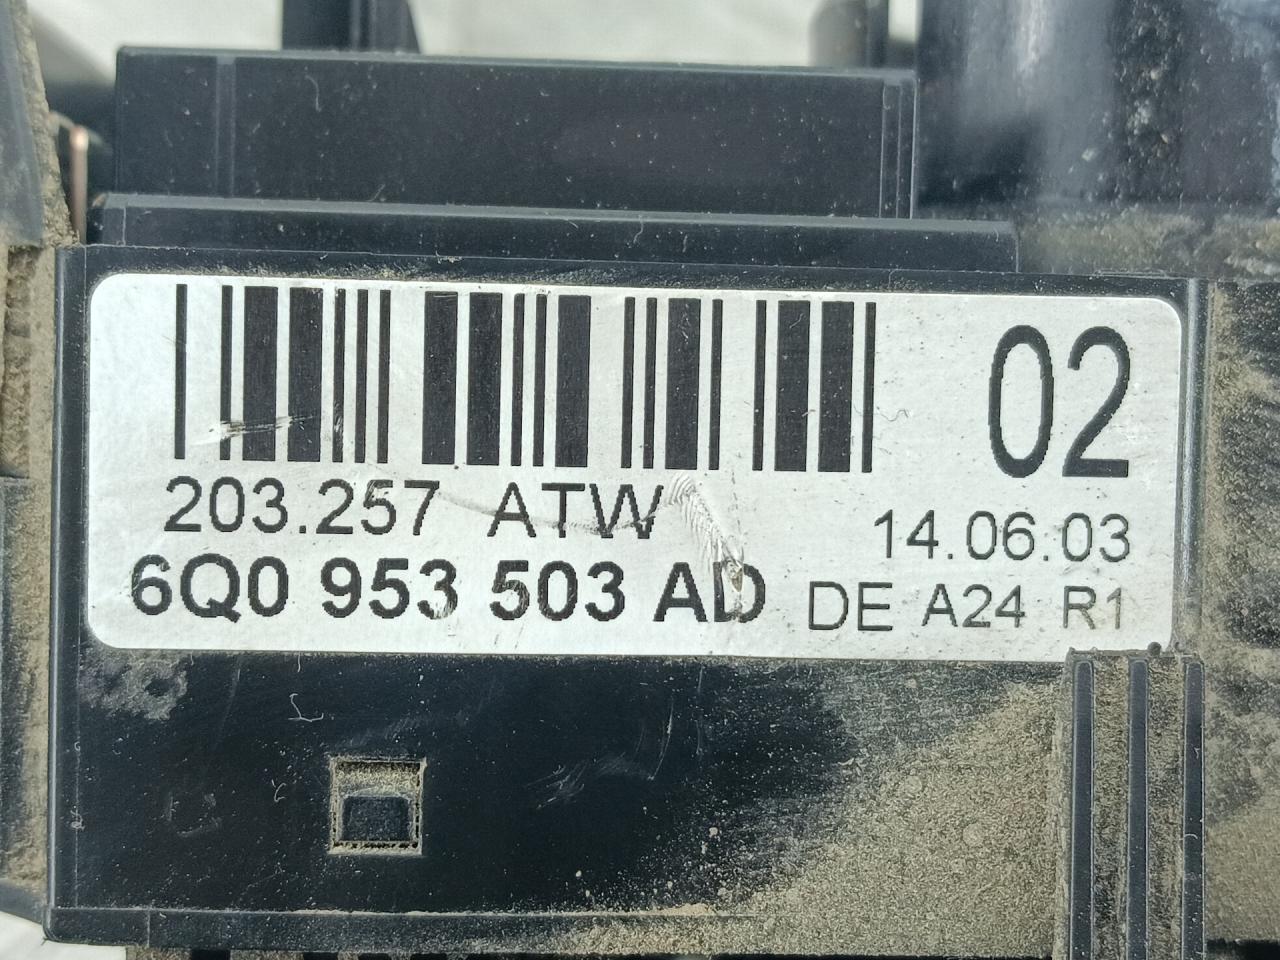 02
203.257 ATW 14.06.03
6Q0 953 503 AD DE A24 R1